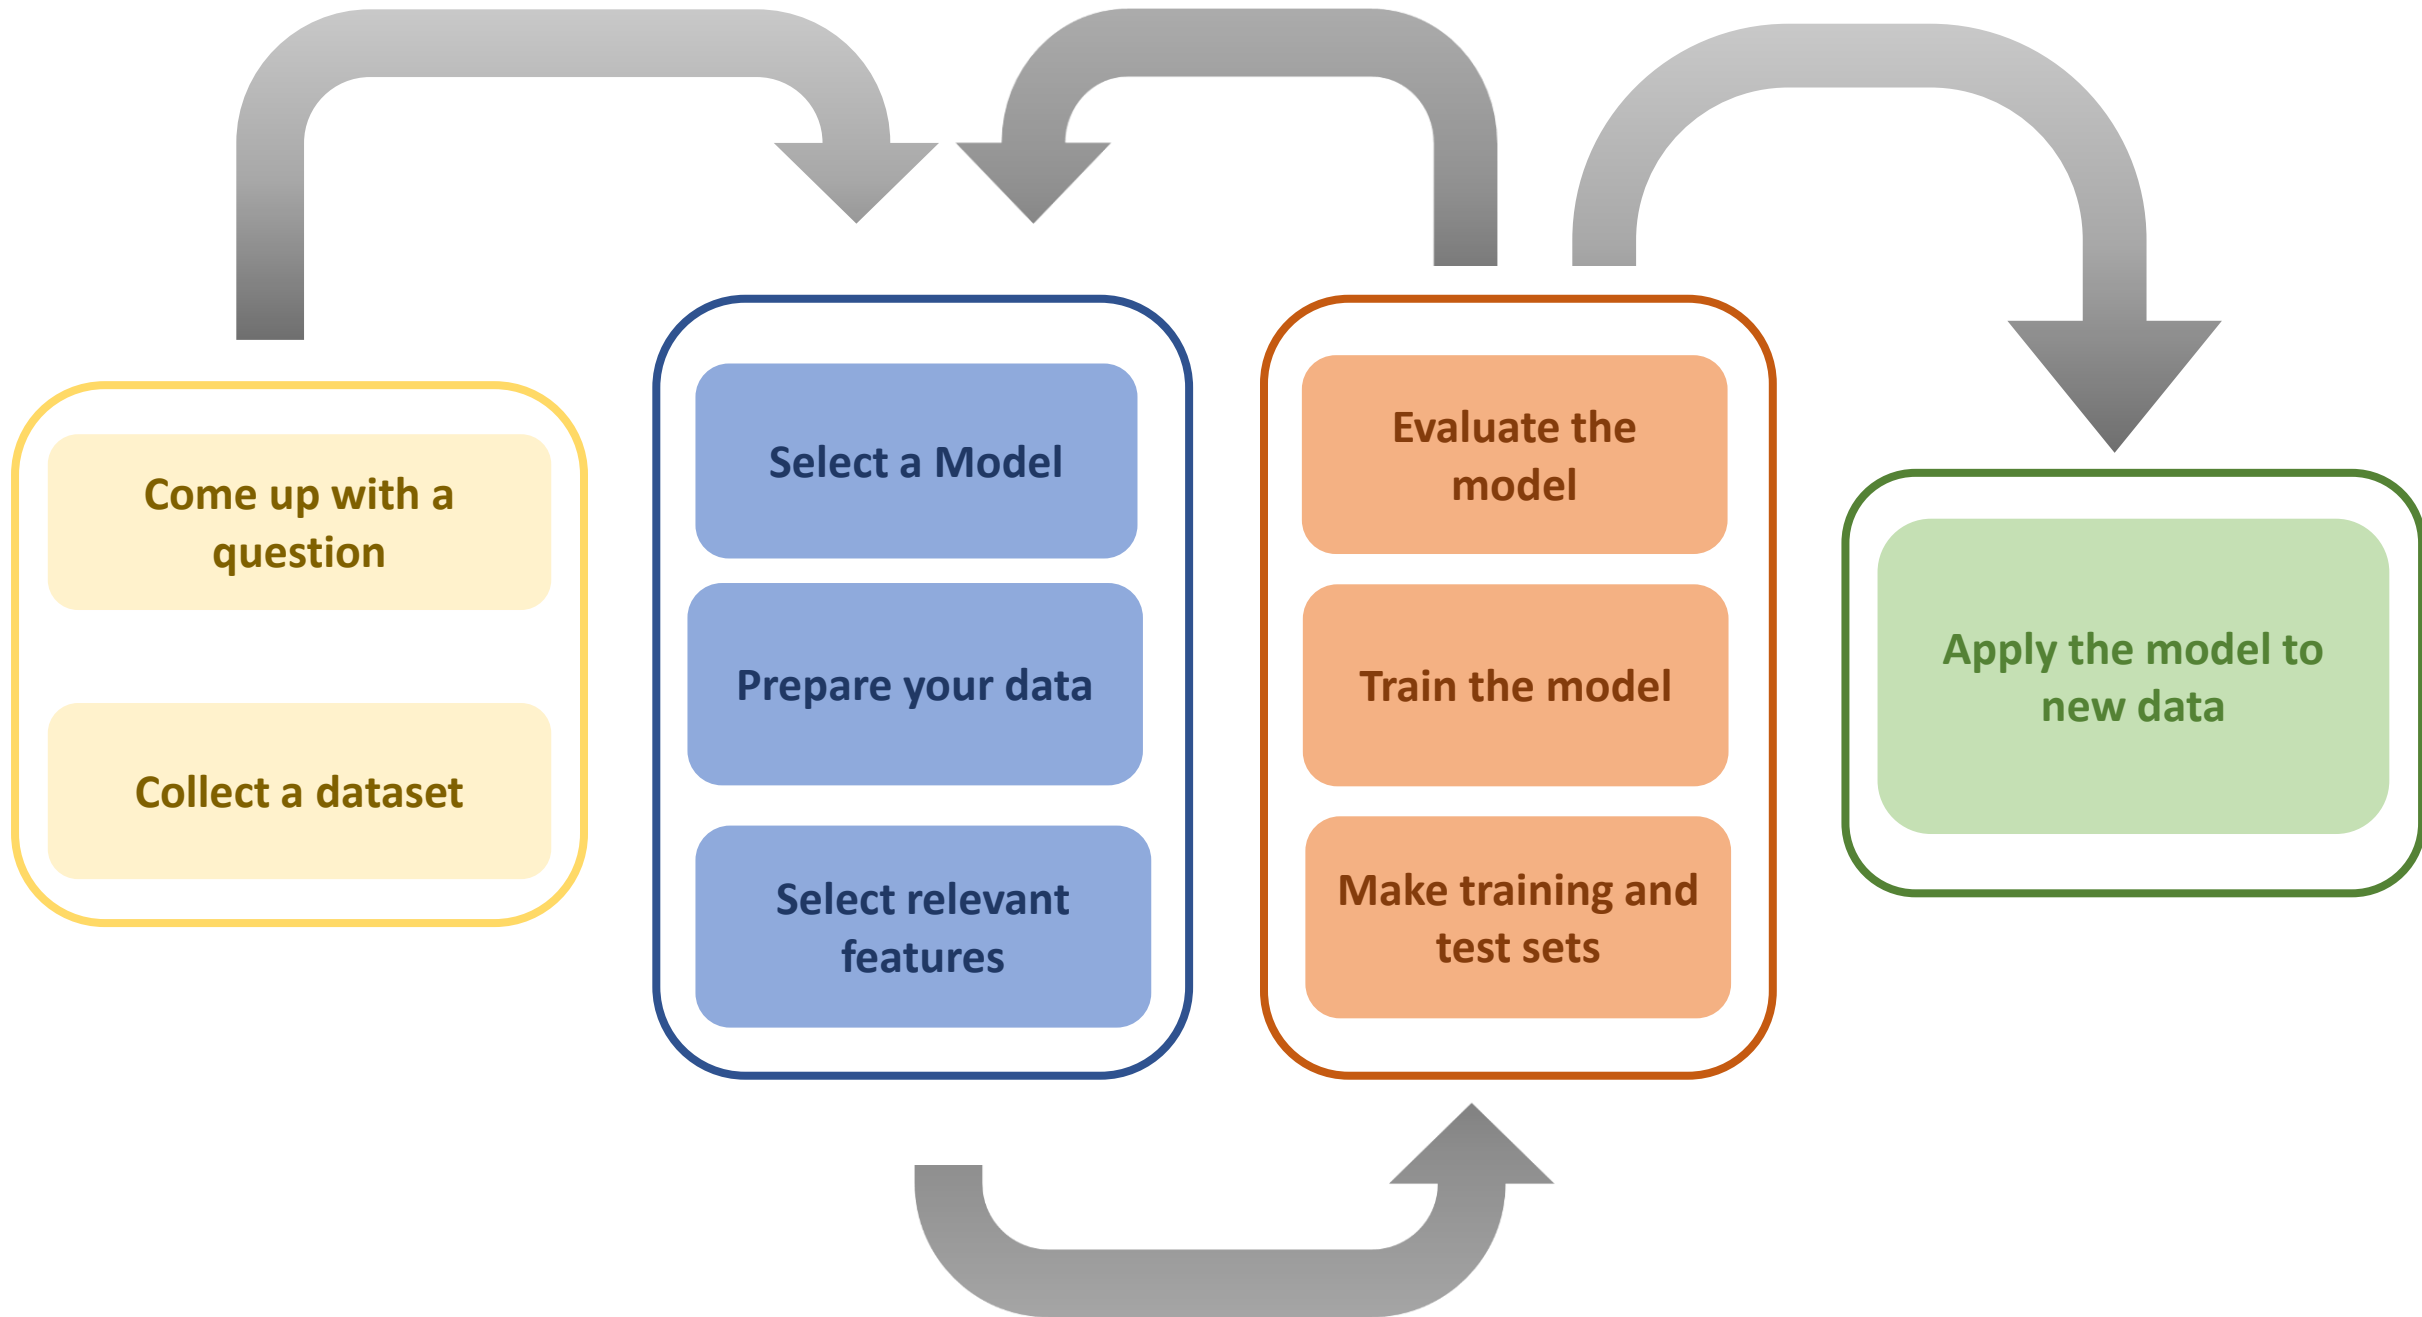 Come up with a
question
Collect a dataset
Select a Model
Prepare your data
Select relevant
features
Evaluate the
model
Train the model
Make training and
test sets
Apply the model to
new data